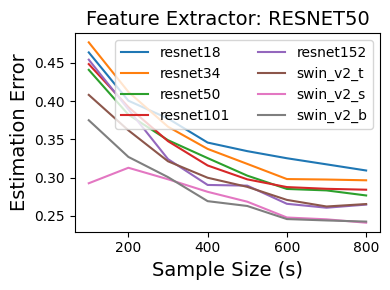 Feature Extractor: RESNET50
Estimation Error
0.45
0.40
0.35
0.30
0.25
resnet18
resnet34
resnet50
resnet101
resnet152
swin_v2_t
swin_v2_s
swin_v2_b
200
400
600
800
Sample Size (s)